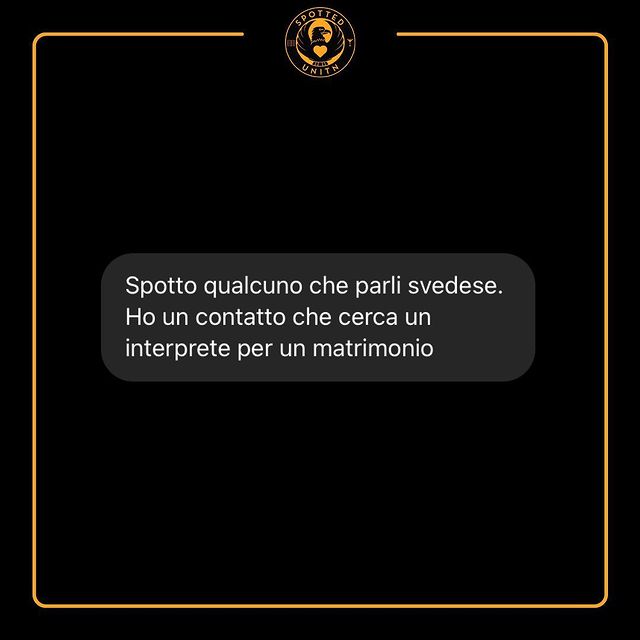 SPOTTED
UNITN
Spotto qualcuno che parli svedese.
Ho un contatto che cerca un
interprete per un matrimonio